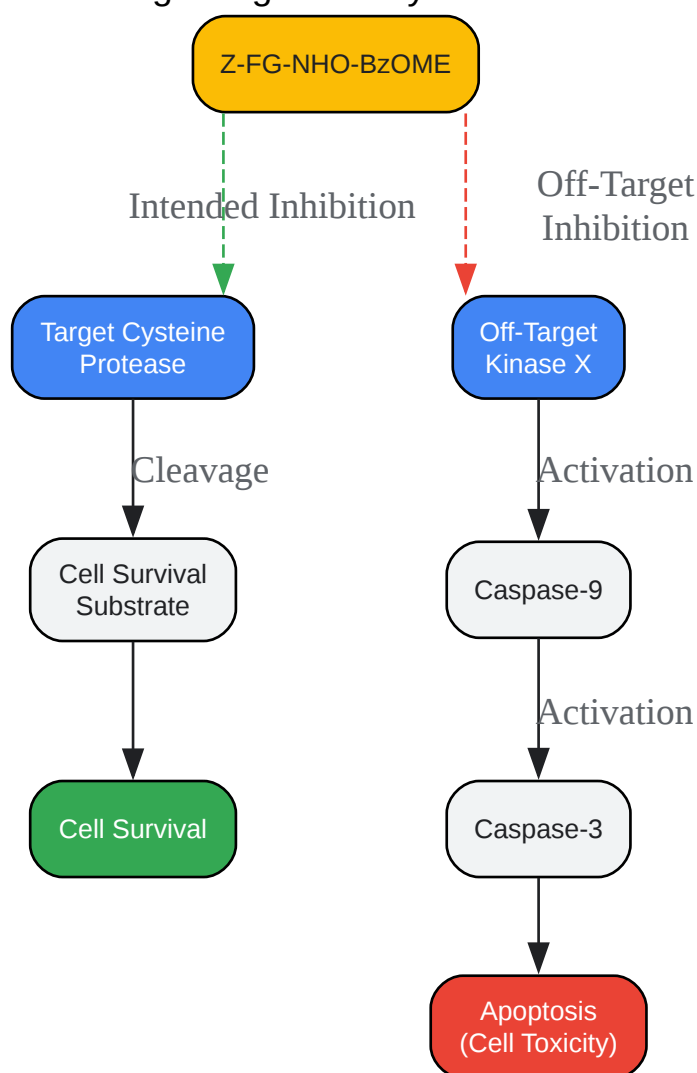 Z-FG-NHO-BzOME
Intended Inhibition
Off-Target
Inhibition
Target Cysteine
Protease
Off-Target
Kinase X
Cleavage
Activation
Cell Survival
Substrate
Caspase-9
Activation
Cell Survival
Caspase-3
Apoptosis
(Cell Toxicity)